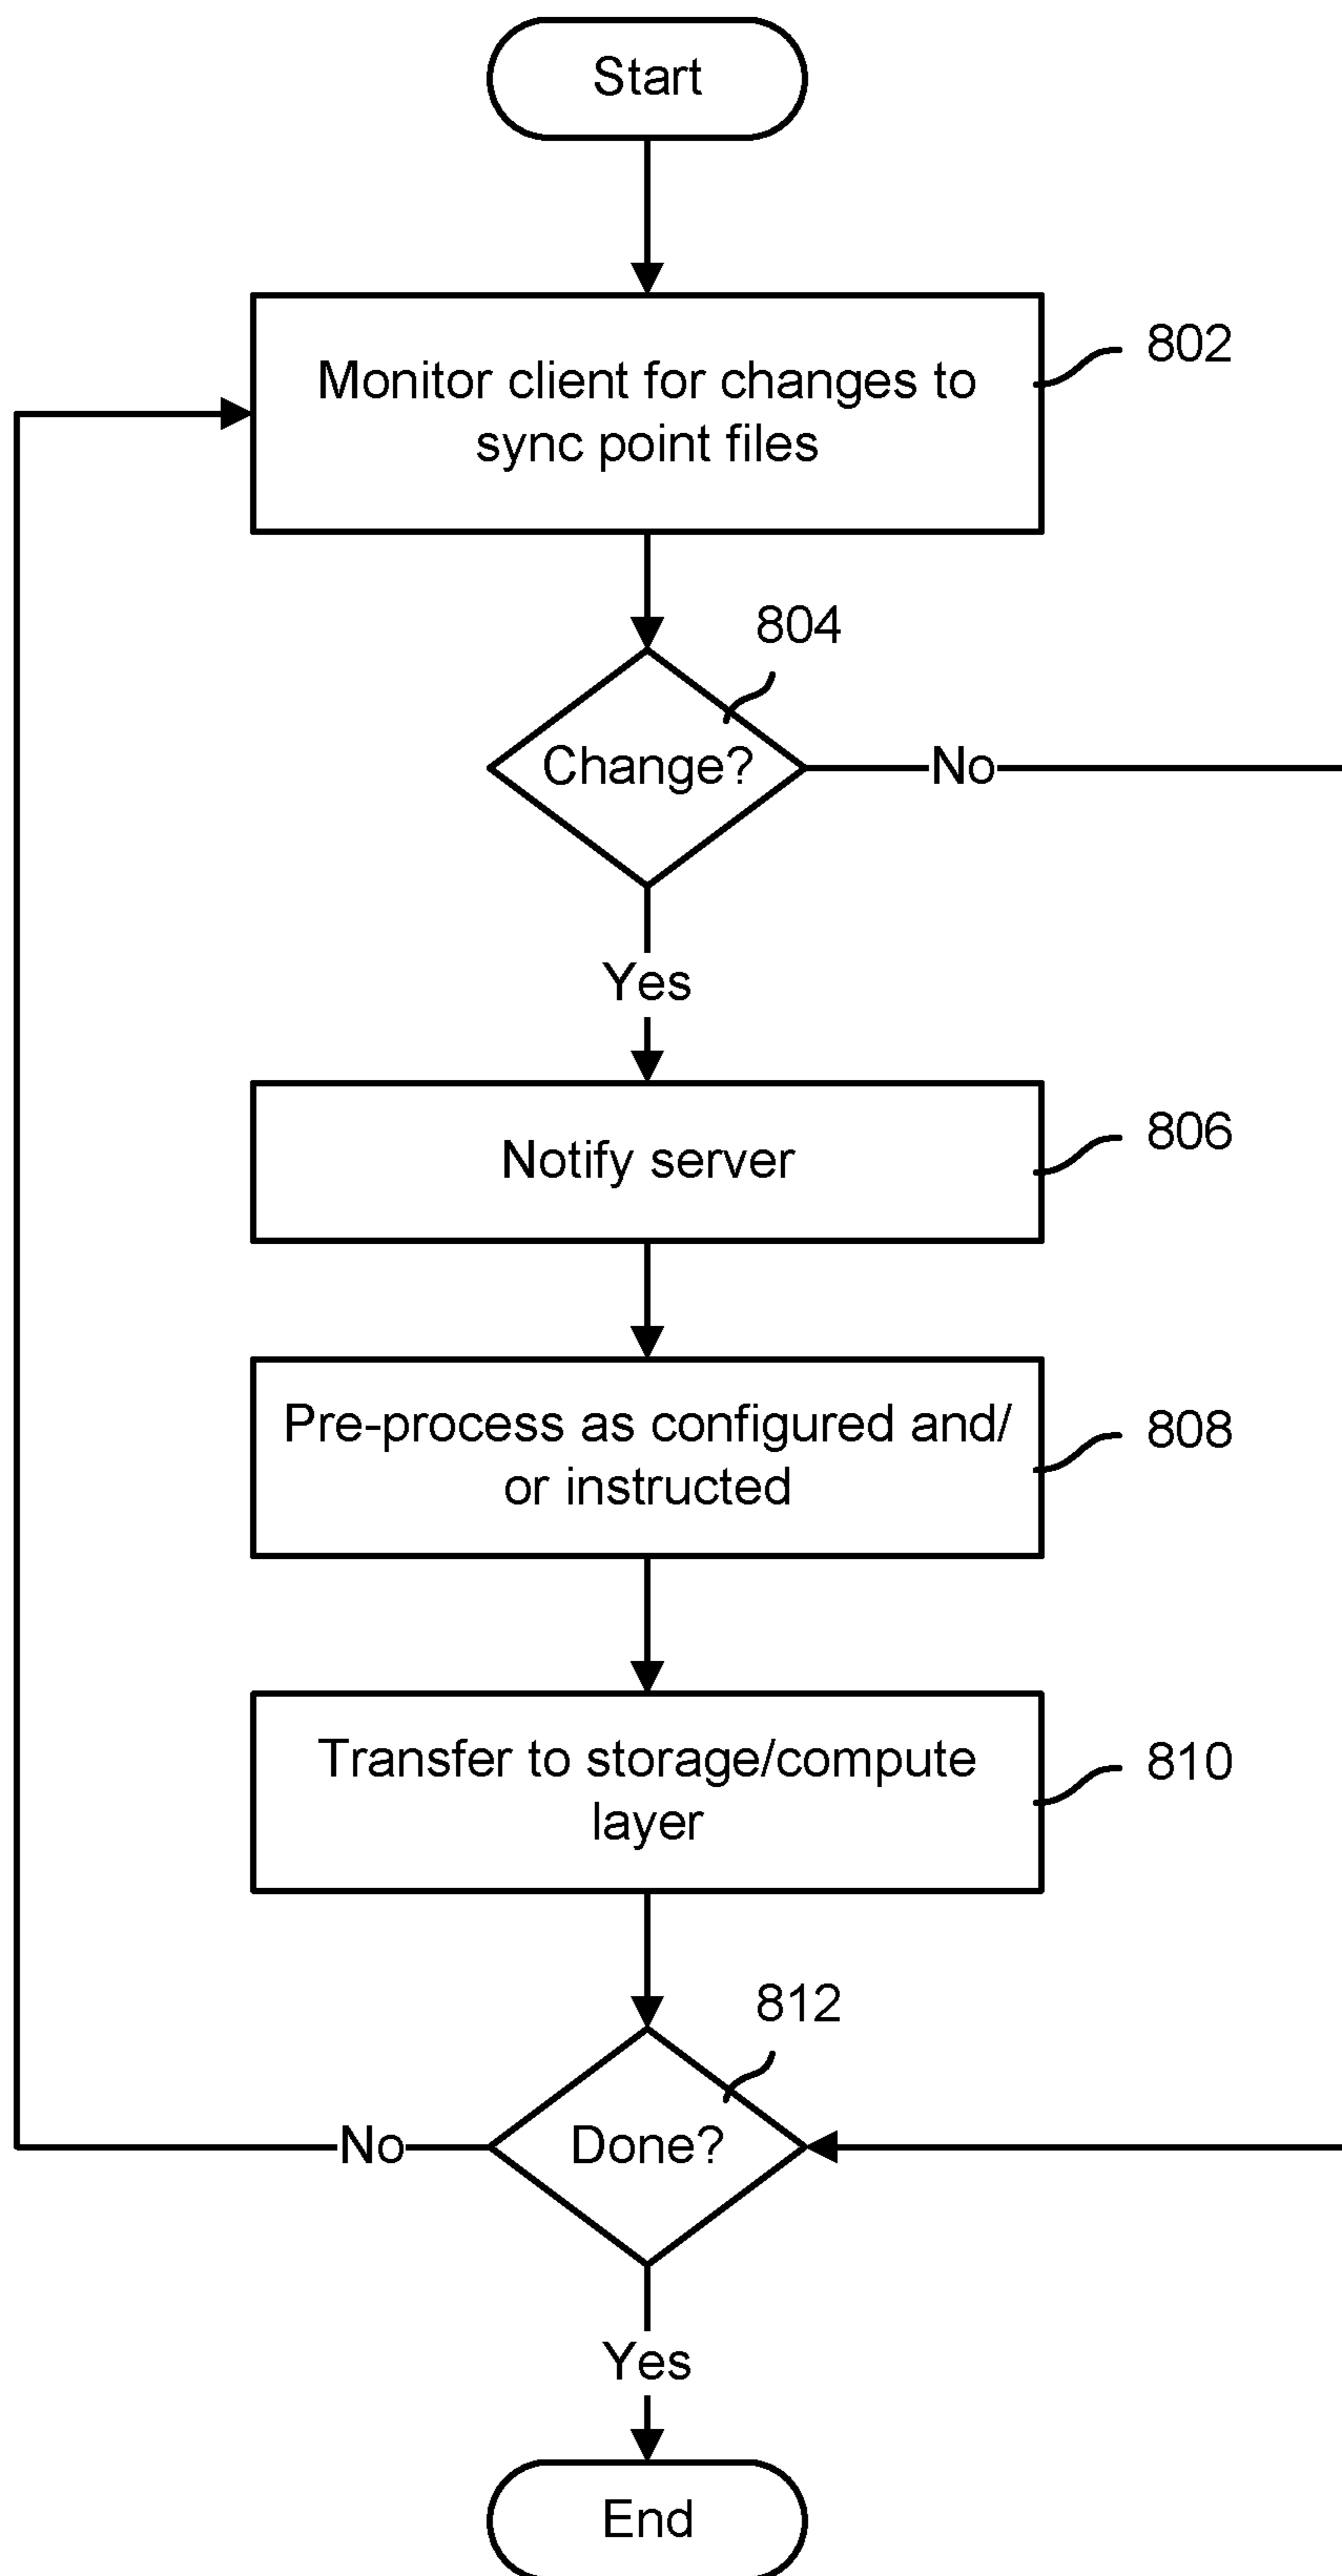 Start
Monitor client for changes to
sync point files
802
804
Change?
No
Yes
Notify server
806
Pre-process as configured and/
or instructed
808
Transfer to storage/compute
layer
810
812
Done?
No
Yes
End